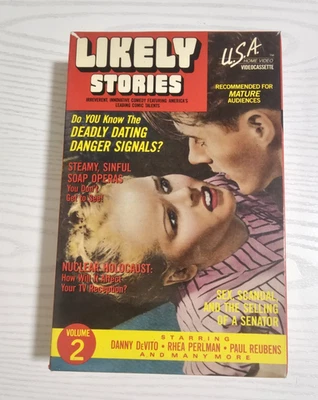 LIKELY
STORIES
IRREVERENT, INNOVATIVE COMEDY FEATURING AMERICA'S
LEADING COMIC TALENTS
U.S.A.
HOME VIDEO
VIDEOCASSETTE
RECOMMENDED FOR
MATURE
AUDIENCES
Do YOU Know The
DEADLY DATING
DANGER SIGNALS?
STEAMY, SINFUL
SOAP OPERAS
You Don't
Get To See!
NUCLEAR HOLOCAUST:
How Will It Affect
Your TV Reception?
SEX, SCANDAL
AND THE SELLING
OF A SENATOR
VOLUME
2
STARRING
DANNY DeVITO • RHEA PERLMAN • PAUL REUBENS
AND MANY MORE